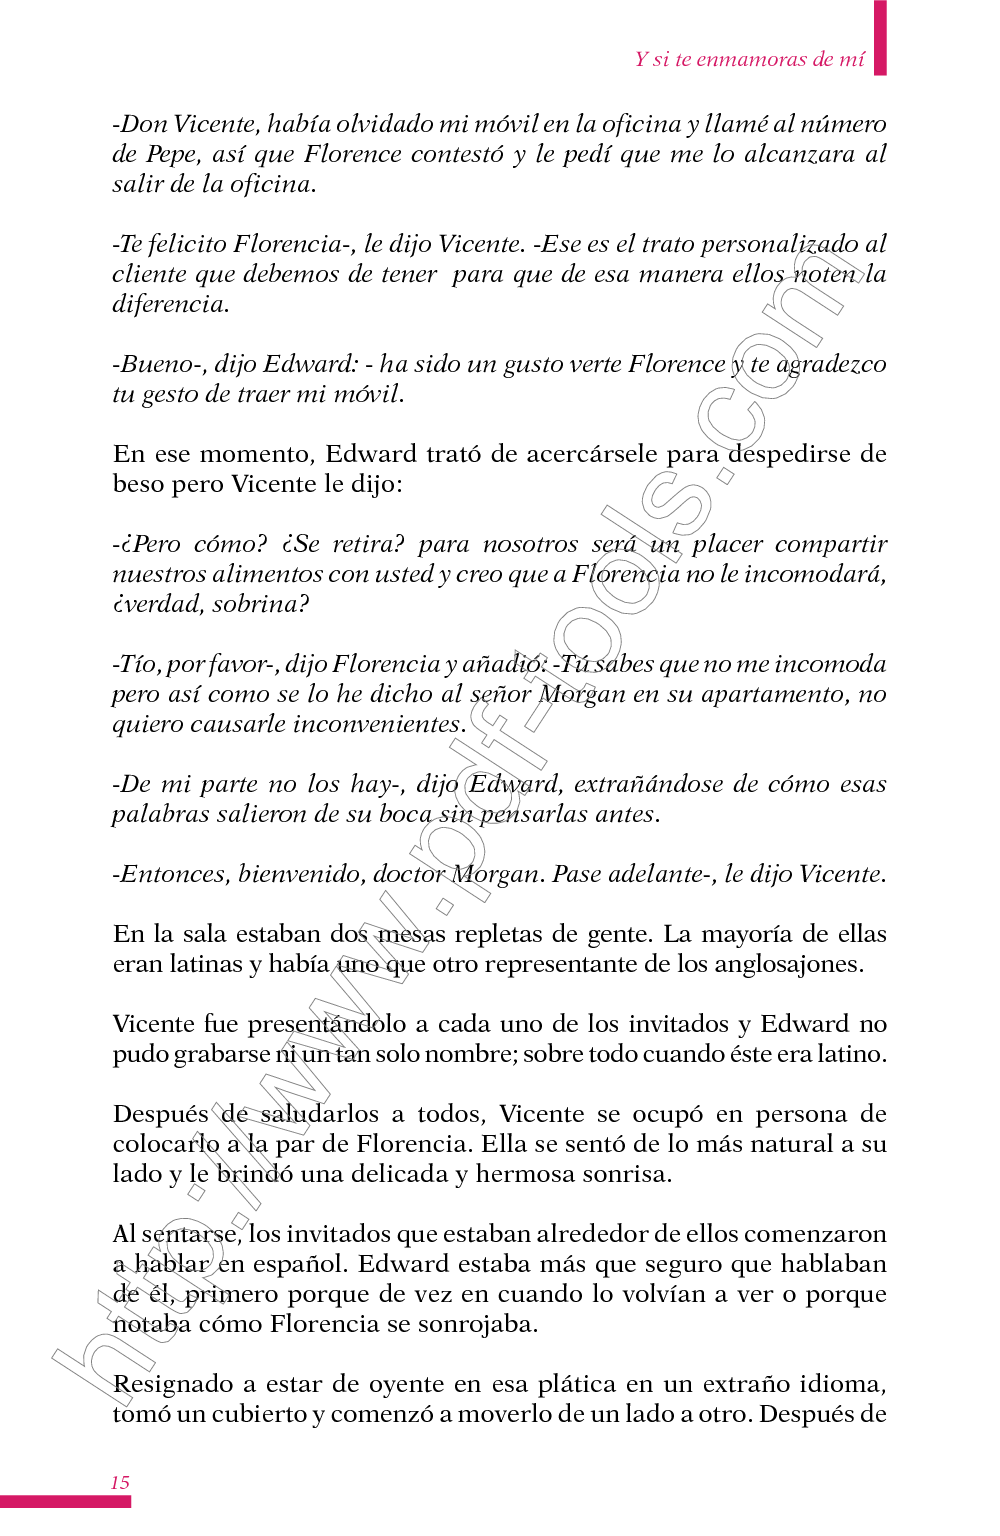 Y si te enmamoras de mí
-Don Vicente, había olvidado mi móvil en la oficina y llamé al número
de Pepe, así que Florence contestó y le pedí que me lo alcanzara al
salir de la oficina.
-Te felicito Florencia-, le dijo Vicente. -Ese es el trato personalizado al
cliente que debemos de tener  para que de esa manera ellos noten la
diferencia.
-Bueno-, dijo Edward: - ha sido un gusto verte Florence y te agradezco
tu gesto de traer mi móvil.
En ese momento, Edward trató de acercársele para despedirse de
beso pero Vicente le dijo:
-¿Pero cómo? ¿Se retira? para nosotros será un placer compartir
nuestros alimentos con usted y creo que a Florencia no le incomodará,
¿verdad, sobrina?
-Tío, por favor-, dijo Florencia y añadió: -Tú sabes que no me incomoda
pero así como se lo he dicho al señor Morgan en su apartamento, no
quiero causarle inconvenientes.
-De mi parte no los hay-, dijo Edward, extrañándose de cómo esas
palabras salieron de su boca sin pensarlas antes.
-Entonces, bienvenido, doctor Morgan. Pase adelante-, le dijo Vicente.
En la sala estaban dos mesas repletas de gente. La mayoría de ellas
eran latinas y había uno que otro representante de los anglosajones.
Vicente fue presentándolo a cada uno de los invitados y Edward no
pudo grabarse ni un tan solo nombre; sobre todo cuando éste era latino.
Después de saludarlos a todos, Vicente se ocupó en persona de
colocarlo a la par de Florencia. Ella se sentó de lo más natural a su
lado y le brindó una delicada y hermosa sonrisa.
Al sentarse, los invitados que estaban alrededor de ellos comenzaron
a hablar en español. Edward estaba más que seguro que hablaban
de él, primero porque de vez en cuando lo volvían a ver o porque
notaba cómo Florencia se sonrojaba.
Resignado a estar de oyente en esa plática en un extraño idioma,
tomó un cubierto y comenzó a moverlo de un lado a otro. Después de
15
http://www.pdf-tools.com